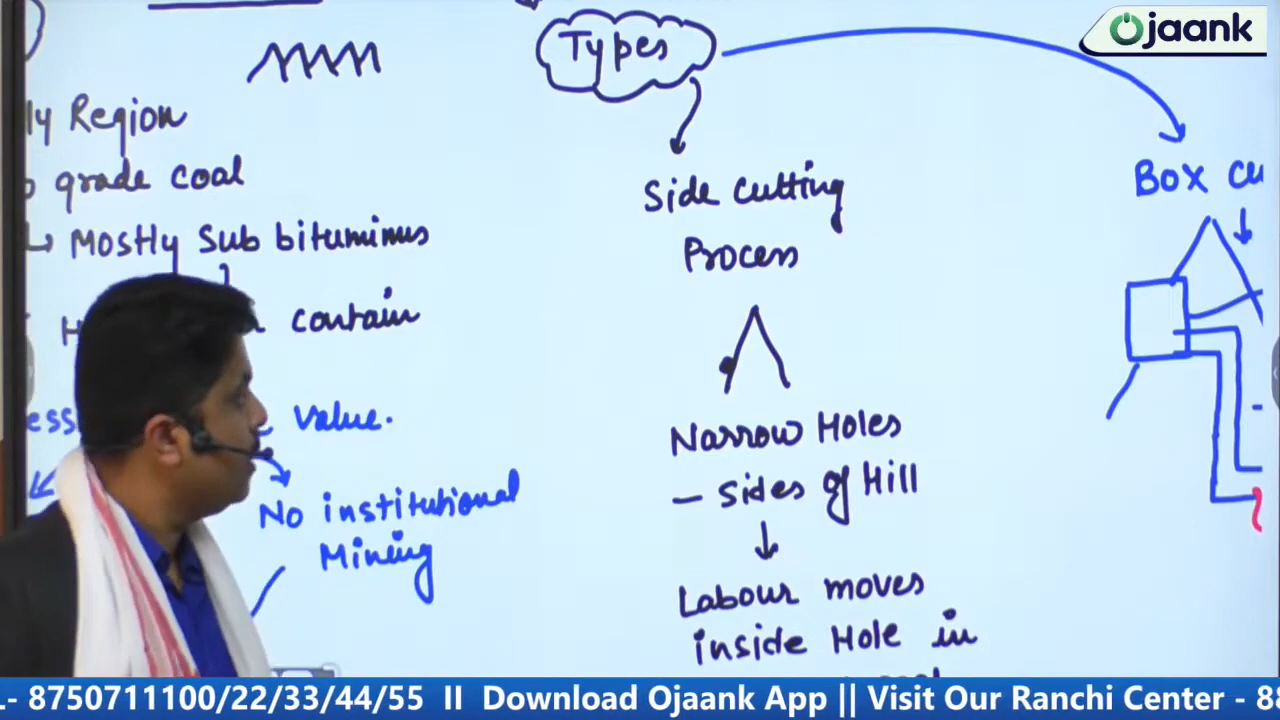 Ojaank
Types
Region
grade coal
Mostly Sub bituminus
contain
value.
No institutional
Mining
Side cutting
Process
Narrow Holes
- Sides of Hill
Labour moves
inside Hole in
Box cu
- 8750711100/22/33/44/55 II Download Ojaank App || Visit Our Ranchi Center - 88